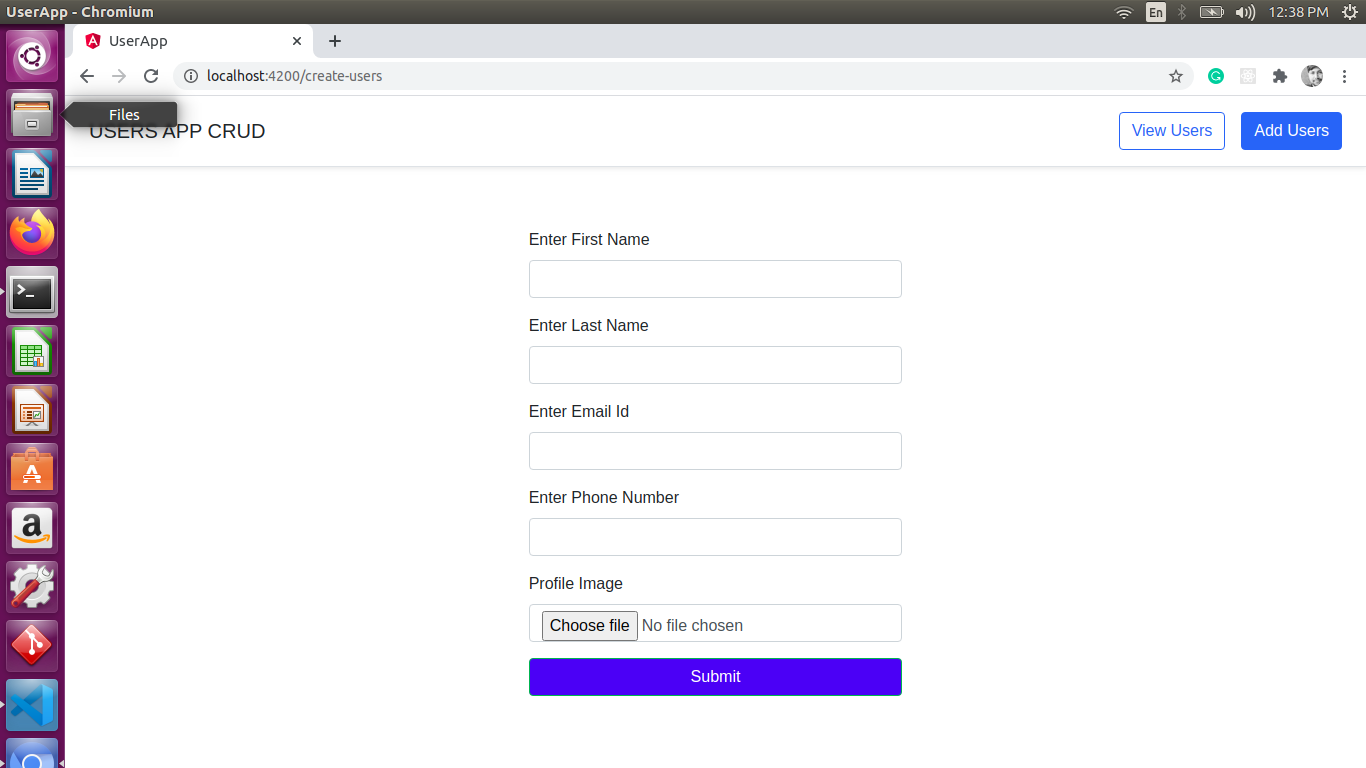 UserApp - Chromium
En
12:38 PM
UserApp
localhost:4200/create-users
Files
USERS APP CRUD
View Users
Add Users
Enter First Name
Enter Last Name
Enter Email Id
Enter Phone Number
Profile Image
Choose file No file chosen
Submit